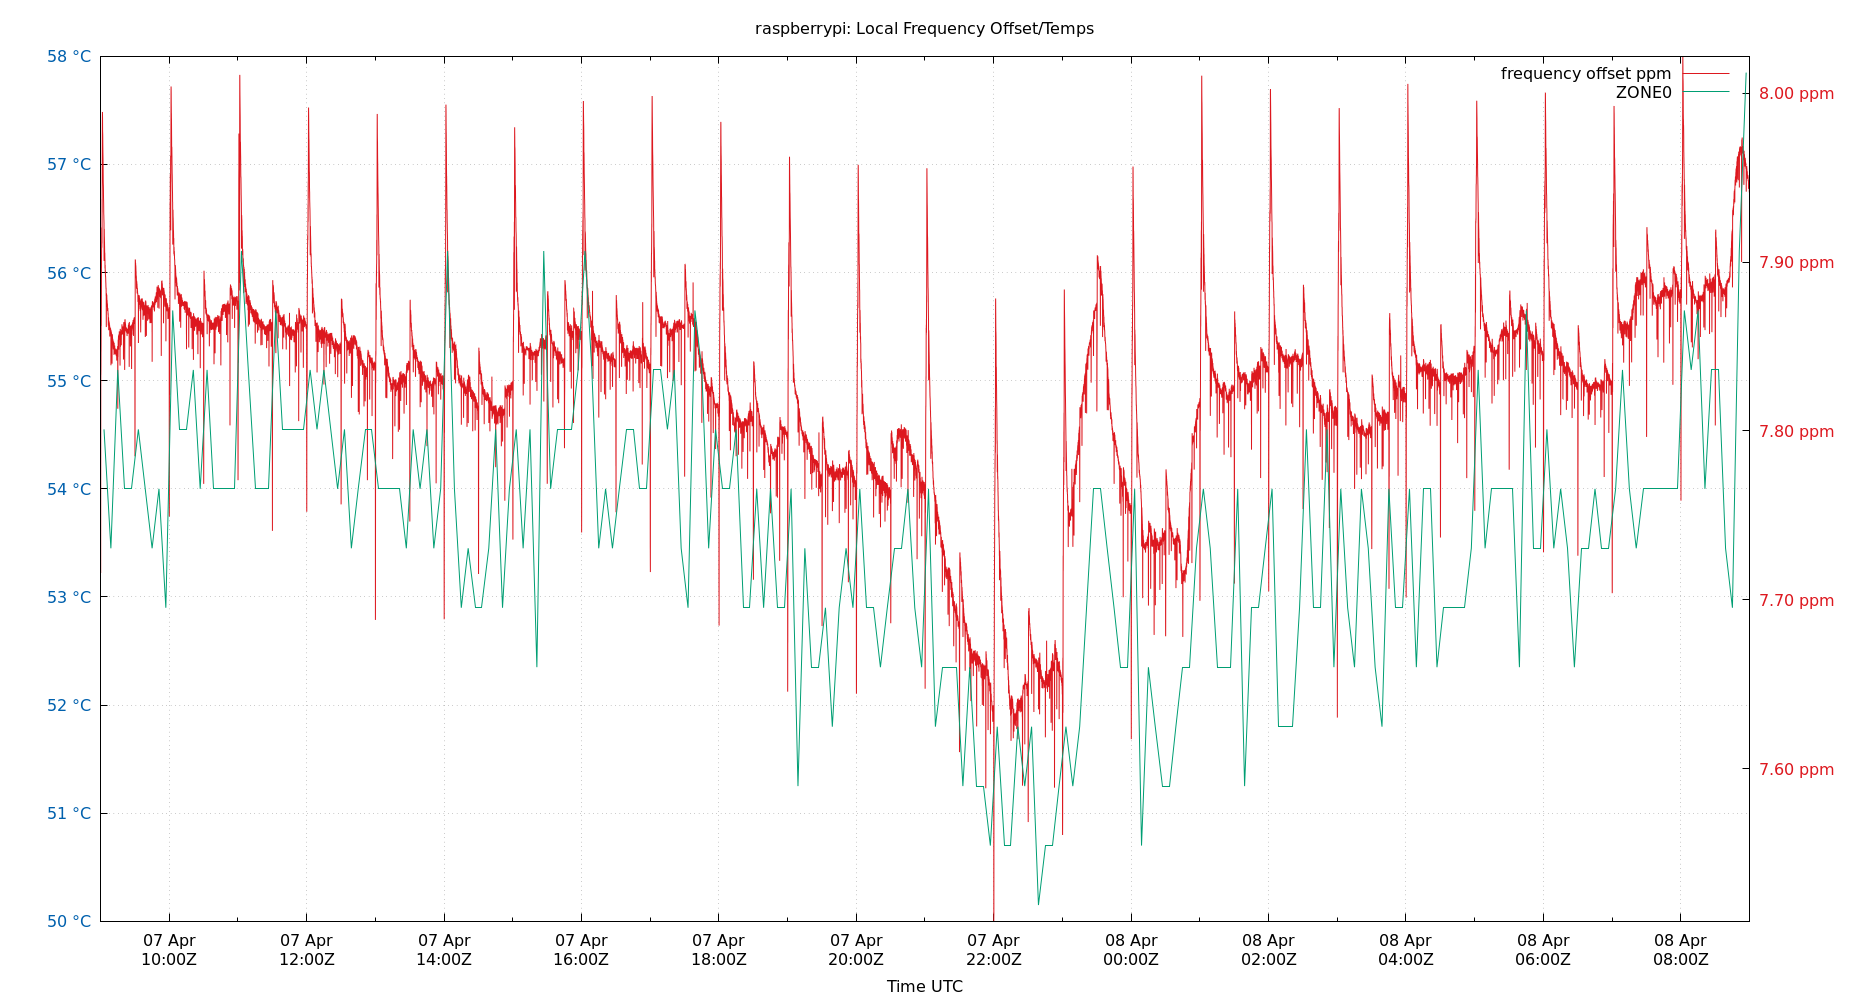 raspberrypi: Local Frequency Offset/Temps
58 °C
57 °C
56 °C
55 °C
54 °C
53 °C
52 °C
51 °C
50 °C
frequency offset ppm
ZONE0
8.00 ppm
7.90 ppm
7.80 ppm
7.70 ppm
7.60 ppm
07 Apr 07 Apr 07 Apr 07 Apr 07 Apr 07 Apr 07 Apr 08 Apr 08 Apr 08 Apr 08 Apr 08 Apr
10:00Z 12:00Z 14:00Z 16:00Z 18:00Z 20:00Z 22:00Z 00:00Z 02:00Z 04:00Z 06:00Z 08:00Z
Time UTC